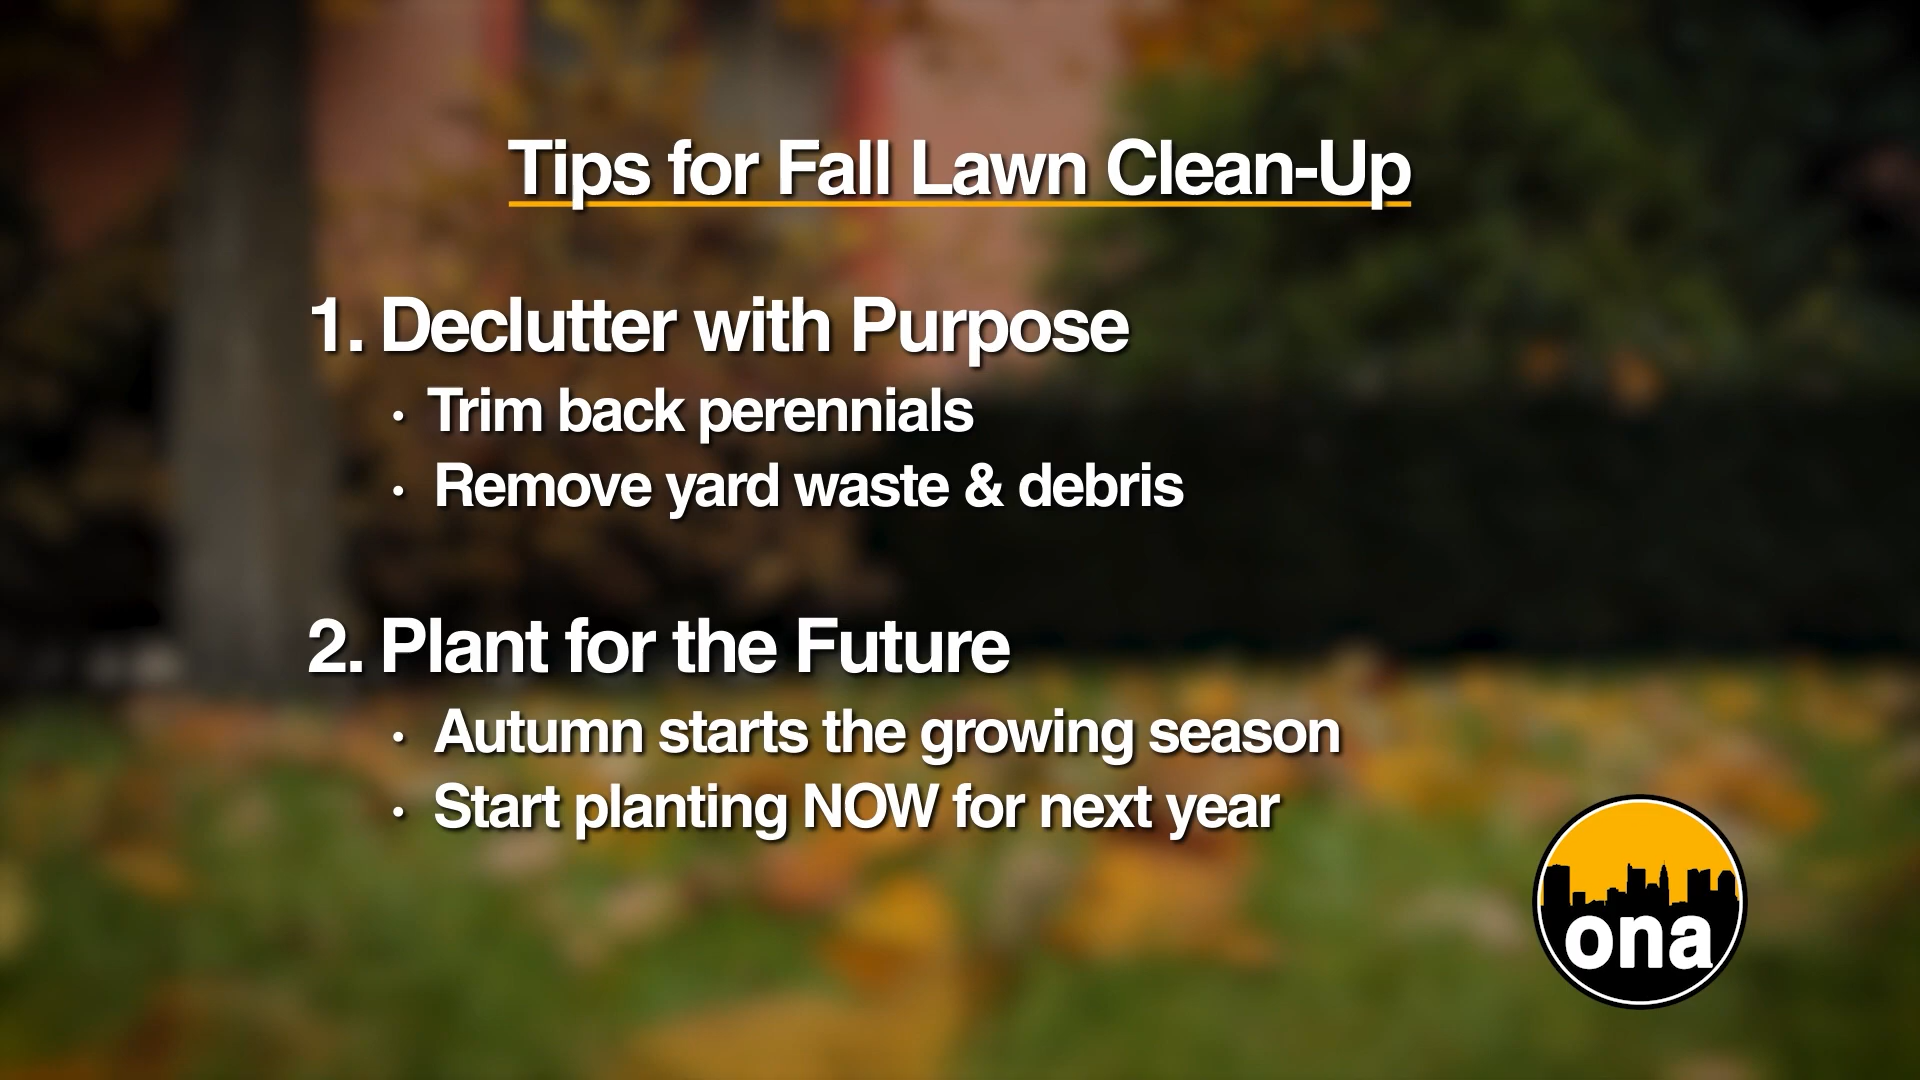 Tips for Fall Lawn Clean-Up
1. Declutter with Purpose
· Trim back perennials
· Remove yard waste & debris
2. Plant for the Future
· Autumn starts the growing season
· Start planting NOW for next year
ona